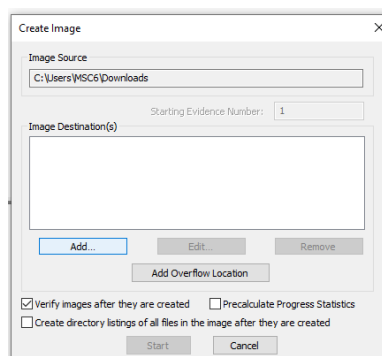 Create Image
Image Source
C:\Users\MSC6\Downloads
Starting Evidence Number: 1
Image Destination(s)
Add... Edit... Remove
Add Overflow Location
Verify images after they are created Precalculate Progress Statistics
Create directory listings of all files in the image after they are created
Start Cancel